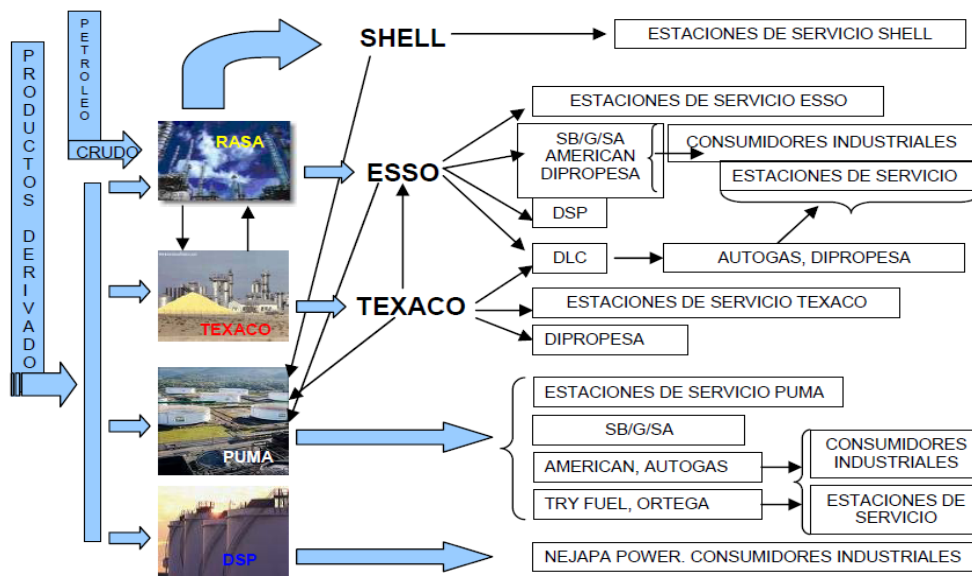 PRODUCTOS DERIVADO
PETROLEO
CRUDO
RASA
TEXACO
PUMA
DSP
SHELL
ESSO
TEXACO
ESTACIONES DE SERVICIO SHELL
ESTACIONES DE SERVICIO ESSO
SB/G/SA
AMERICAN
DIPROPESA
CONSUMIDORES INDUSTRIALES
ESTACIONES DE SERVICIO
DSP
DLC
AUTOGAS, DIPROPESA
ESTACIONES DE SERVICIO TEXACO
DIPROPESA
ESTACIONES DE SERVICIO PUMA
SB/G/SA
AMERICAN, AUTOGAS
TRY FUEL, ORTEGA
CONSUMIDORES
INDUSTRIALES
ESTACIONES DE
SERVICIO
NEJAPA POWER. CONSUMIDORES INDUSTRIALES